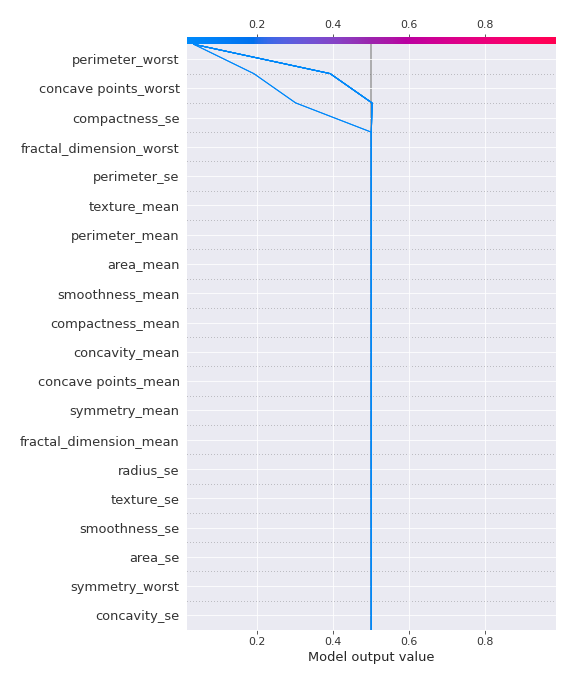 0.2 0.4 0.6 0.8
perimeter_worst
concave points_worst
compactness_se
fractal_dimension_worst
perimeter_se
texture_mean
perimeter_mean
area_mean
smoothness_mean
compactness_mean
concavity_mean
concave points_mean
symmetry_mean
fractal_dimension_mean
radius_se
texture_se
smoothness_se
area_se
symmetry_worst
concavity_se
0.2 0.4 0.6 0.8
Model output value